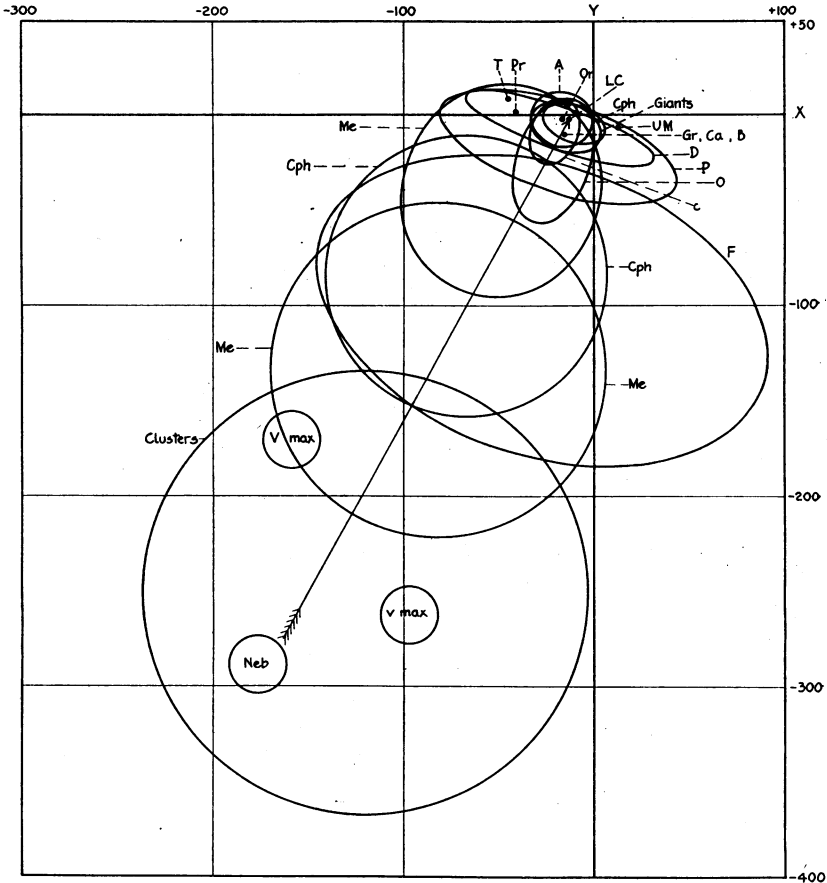 -300 -200 -100 Y +100
+50
T Pr A Or LC
X
Cph Giants
Me UM
Gr, Ca, B
D
Cph P
O
c
F
Cph
-100
Me
Me
Clusters V max
-200
v max
Neb
-300
-400